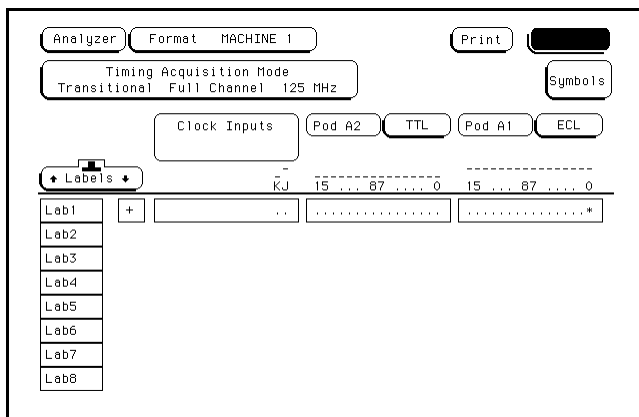 Analyzer Format MACHINE 1 Print
Timing Acquisition Mode
Transitional Full Channel 125 MHz
Symbols
Clock Inputs Pod A2 TTL Pod A1 ECL
↑ Labels ↓
KJ 15 ... 87 .... 0 15 ... 87 .... 0
Lab1 + .. ................ ...............*
Lab2
Lab3
Lab4
Lab5
Lab6
Lab7
Lab8